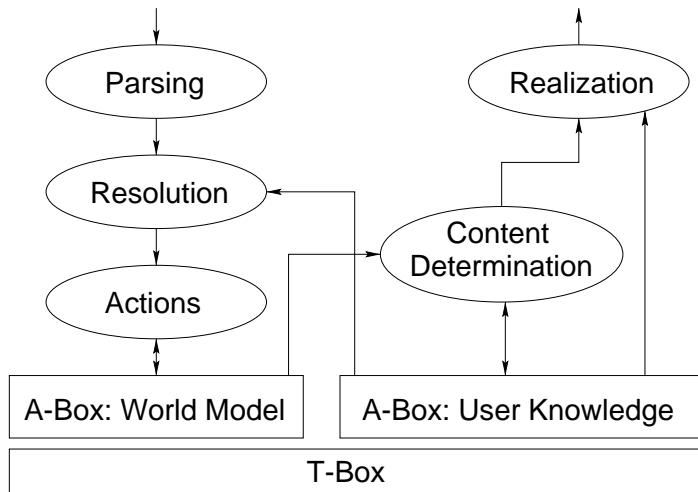 Parsing
Realization
Resolution
Content
Determination
Actions
A-Box: World Model
A-Box: User Knowledge
T-Box